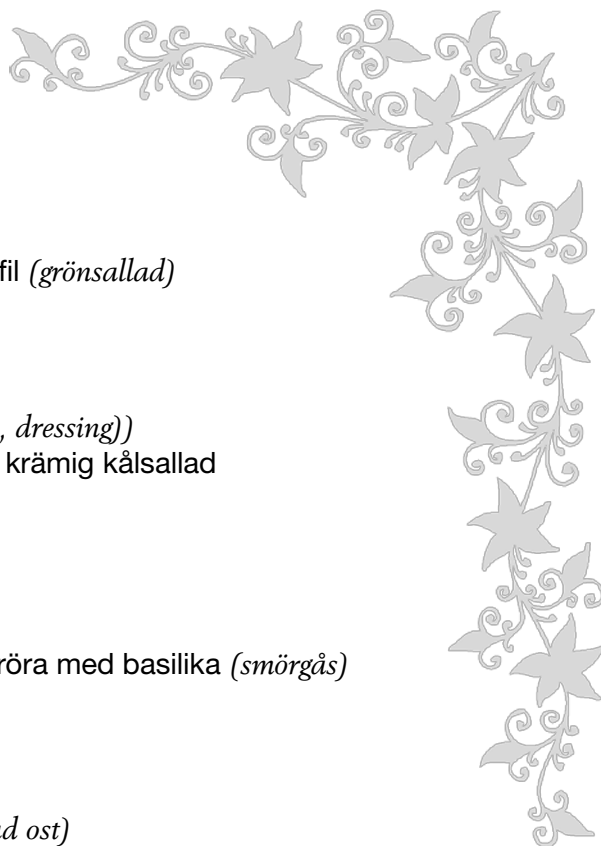 fil (grönsallad)
, dressing))
krämig kålsallad
röra med basilika (smörgås)
d ost)